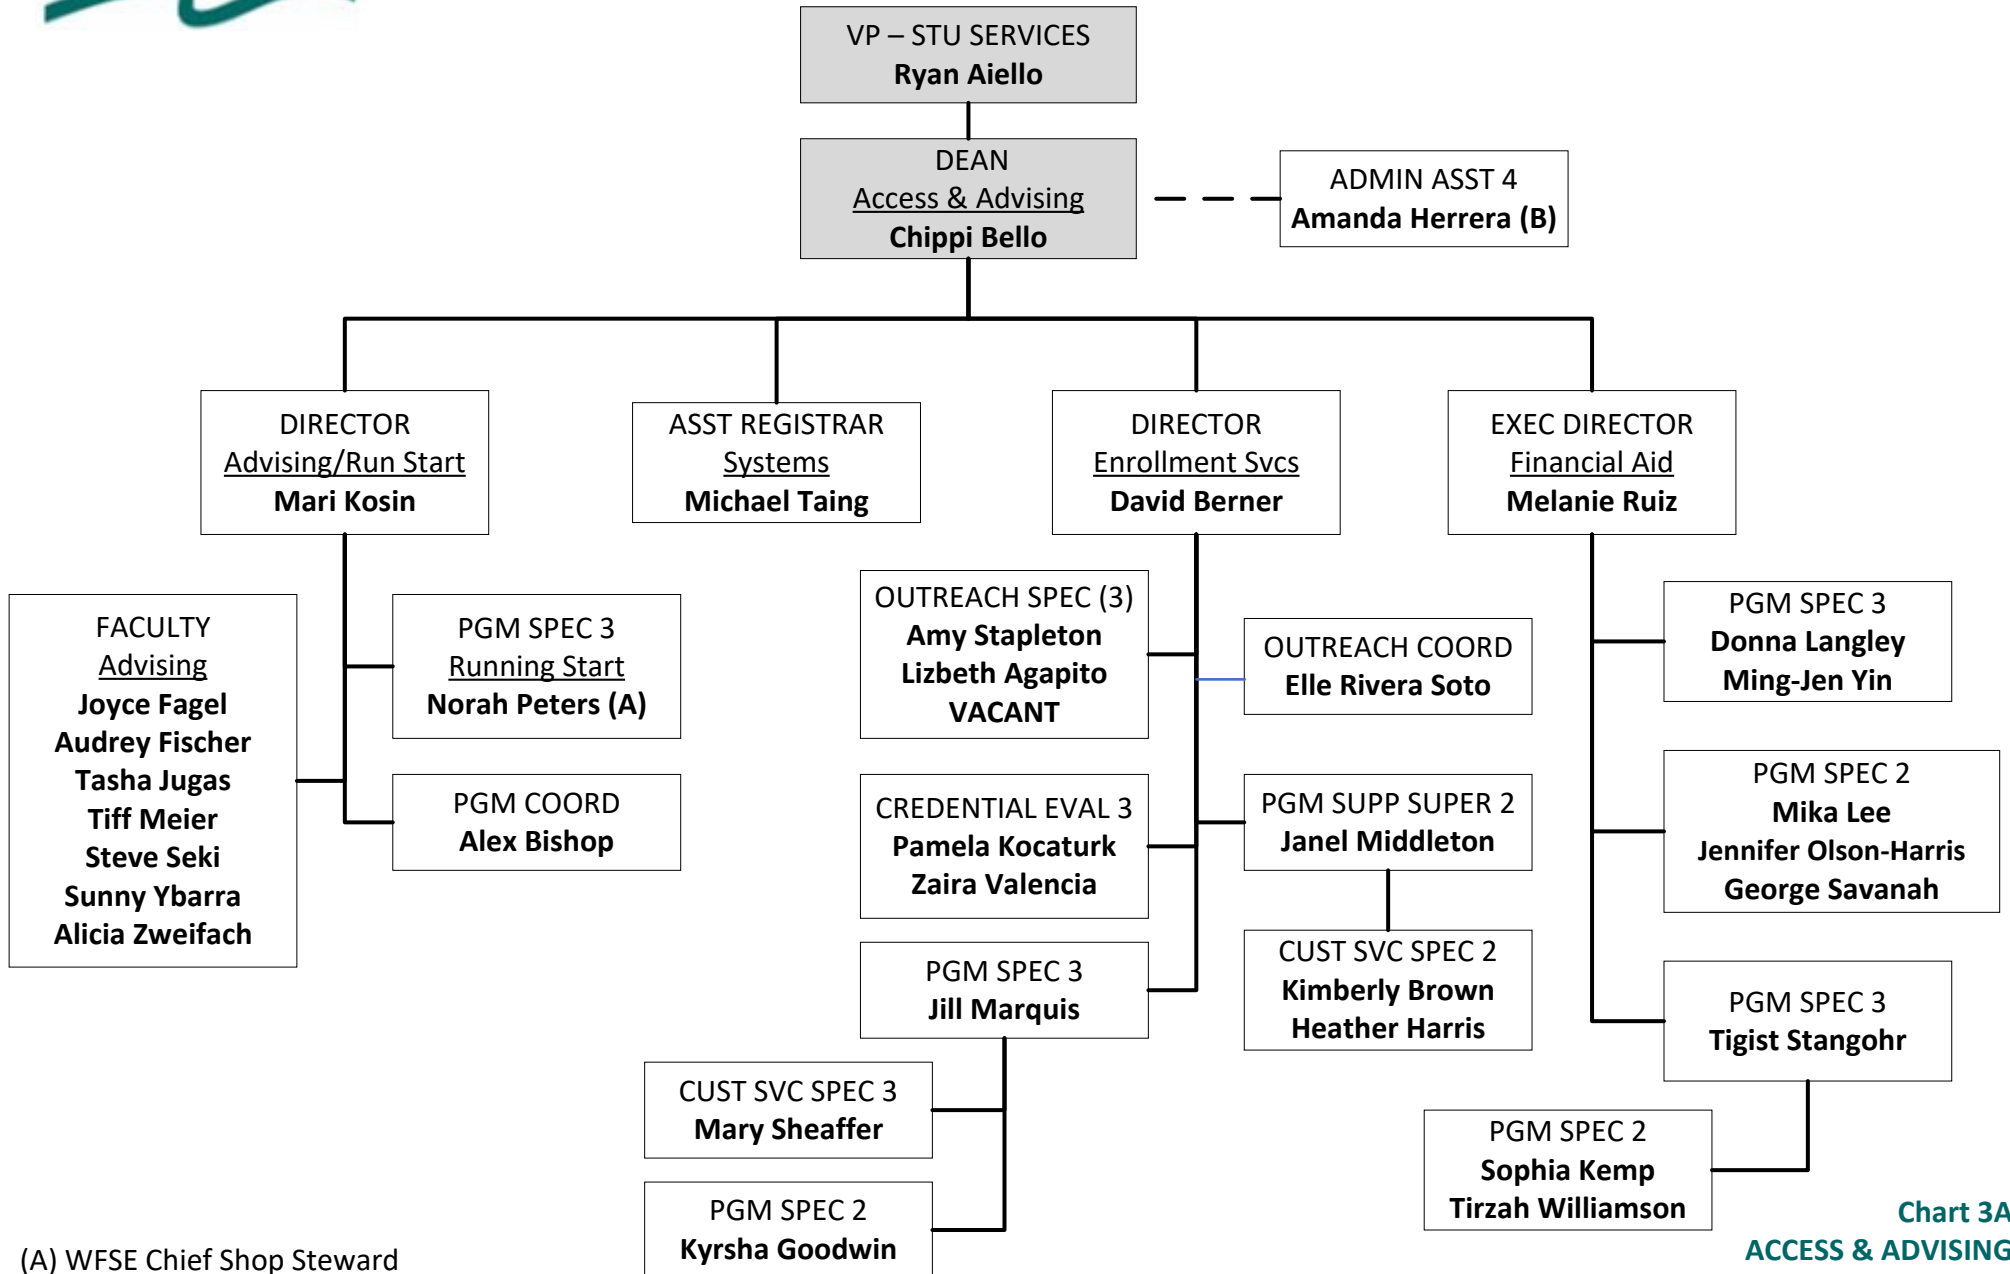 VP – STU SERVICES
Ryan Aiello
DEAN
Access & Advising
Chippi Bello
ADMIN ASST 4
Amanda Herrera (B)
DIRECTOR
Advising/Run Start
Mari Kosin
ASST REGISTRAR
Systems
Michael Taing
DIRECTOR
Enrollment Svcs
David Berner
EXEC DIRECTOR
Financial Aid
Melanie Ruiz
FACULTY
Advising
Joyce Fagel
Audrey Fischer
Tasha Jugas
Tiff Meier
Steve Seki
Sunny Ybarra
Alicia Zweifach
PGM SPEC 3
Running Start
Norah Peters (A)
PGM COORD
Alex Bishop
OUTREACH SPEC (3)
Amy Stapleton
Lizbeth Agapito
VACANT
OUTREACH COORD
Elle Rivera Soto
CREDENTIAL EVAL 3
Pamela Kocaturk
Zaira Valencia
PGM SUPP SUPER 2
Janel Middleton
CUST SVC SPEC 2
Kimberly Brown
Heather Harris
PGM SPEC 3
Jill Marquis
CUST SVC SPEC 3
Mary Sheaffer
PGM SPEC 2
Kyrsha Goodwin
PGM SPEC 3
Donna Langley
Ming-Jen Yin
PGM SPEC 2
Mika Lee
Jennifer Olson-Harris
George Savanah
PGM SPEC 3
Tigist Stangohr
PGM SPEC 2
Sophia Kemp
Tirzah Williamson
(A) WFSE Chief Shop Steward
Chart 3A
ACCESS & ADVISING